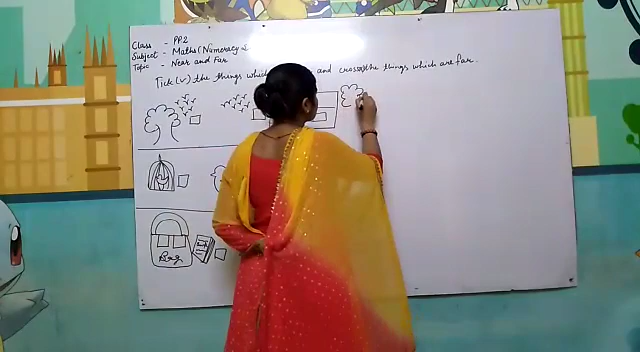 Class - PP2
Subject - Maths (Numeracy
Topic - Near and Far
Tick (√) the things which and cross the things which are far.
Bag